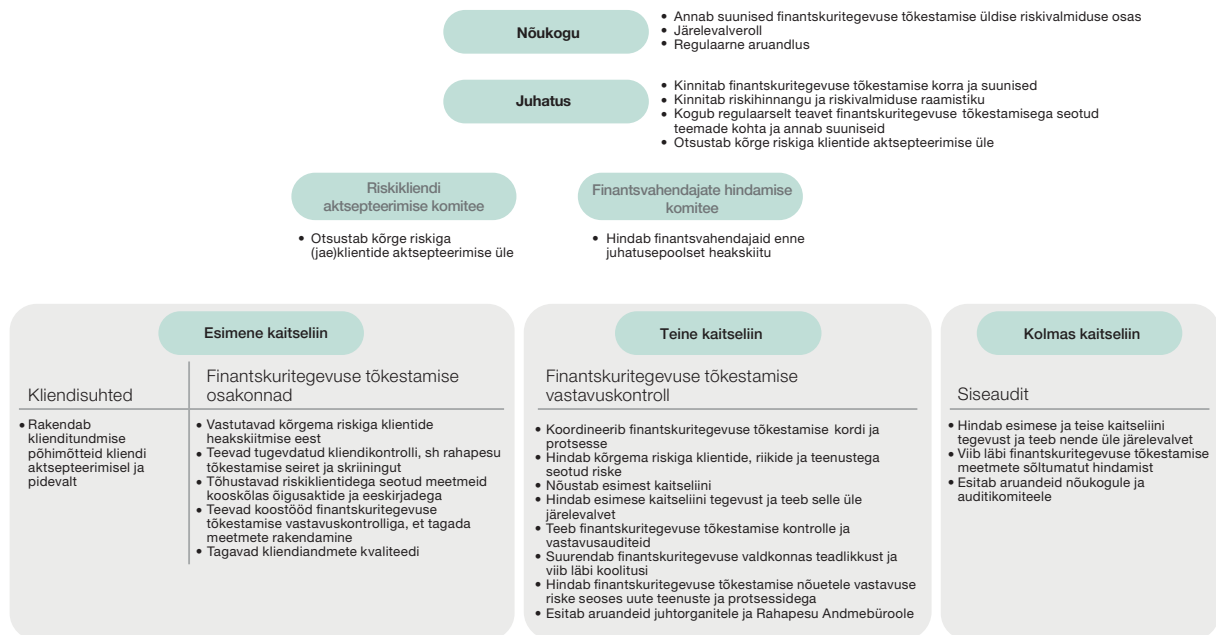 Nõukogu
• Annab suunised finantskuritegevuse tõkestamise üldise riskivalmiduse osas
• Järelevalveroll
• Regulaarne aruandlus
Juhatus
• Kinnitab finantskuritegevuse tõkestamise korra ja suunised
• Kinnitab riskihinnangu ja riskivalmiduse raamistiku
• Kogub regulaarselt teavet finantskuritegevuse tõkestamisega seotud
teemade kohta ja annab suuniseid
• Otsustab kõrge riskiga klientide aktsepteerimise üle
Riskikliendi
aktsepteerimise komitee
• Otsustab kõrge riskiga
(jae)klientide aktsepteerimise üle
Finantsvahendajate hindamise
komitee
• Hindab finantsvahendajaid enne
juhatusepoolset heakskiitu
Esimene kaitseliin
Kliendisuhted
• Rakendab
klienditundmise
põhimõtteid kliendi
aktsepteerimisel ja
pidevalt
Finantskuritegevuse tõkestamise
osakonnad
• Vastutavad kõrgema riskiga klientide
heakskiitmise eest
• Teevad tugevdatud kliendikontrolli, sh rahapesu
tõkestamise seiret ja skriiningut
• Tõhustavad riskiklientidega seotud meetmeid
kooskõlas õigusaktide ja eeskirjadega
• Teevad koostööd finantskuritegevuse
tõkestamise vastavuskontrolliga, et tagada
meetmete rakendamine
• Tagavad kliendiandmete kvaliteedi
Teine kaitseliin
Finantskuritegevuse tõkestamise
vastavuskontroll
• Koordineerib finantskuritegevuse tõkestamise kordi ja
protsesse
• Hindab kõrgema riskiga klientide, riikide ja teenustega
seotud riske
• Nõustab esimest kaitseliini
• Hindab esimese kaitseliini tegevust ja teeb selle üle
järelevalvet
• Teeb finantskuritegevuse tõkestamise kontrolle ja
vastavusauditeid
• Suurendab finantskuritegevuse valdkonnas teadlikkust ja
viib läbi koolitusi
• Hindab finantskuritegevuse tõkestamise nõuetele vastavuse
riske seoses uute teenuste ja protsessidega
• Esitab aruandeid juhtorganitele ja Rahapesu Andmebüroole
Kolmas kaitseliin
Siseaudit
• Hindab esimese ja teise kaitseliini
tegevust ja teeb nende üle järelevalvet
• Viib läbi finantskuritegevuse tõkestamise
meetmete sõltumatut hindamist
• Esitab aruandeid nõukogule ja
auditikomiteele